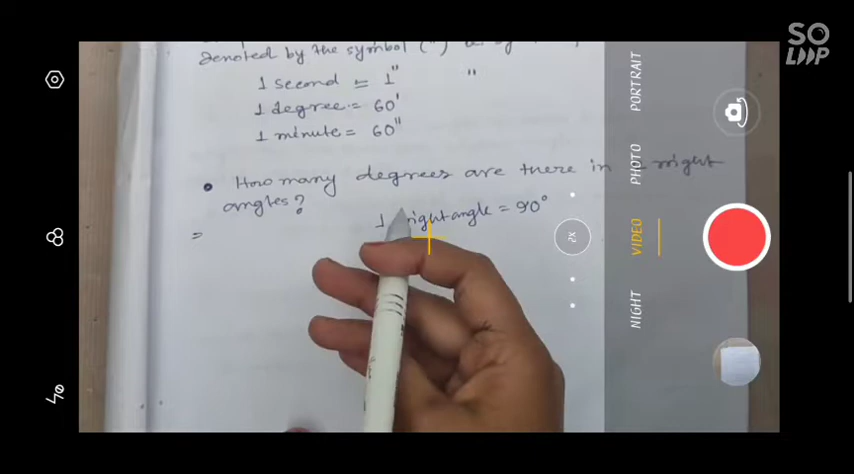 denoted by the symbol (")
1 second = 1" "
1 degree = 60'
1 minute = 60"
• How many degrees are there in right
angles?
1 right angle = 90°
=
SO
LOOP
PORTRAIT
PHOTO
VIDEO
NIGHT
2X